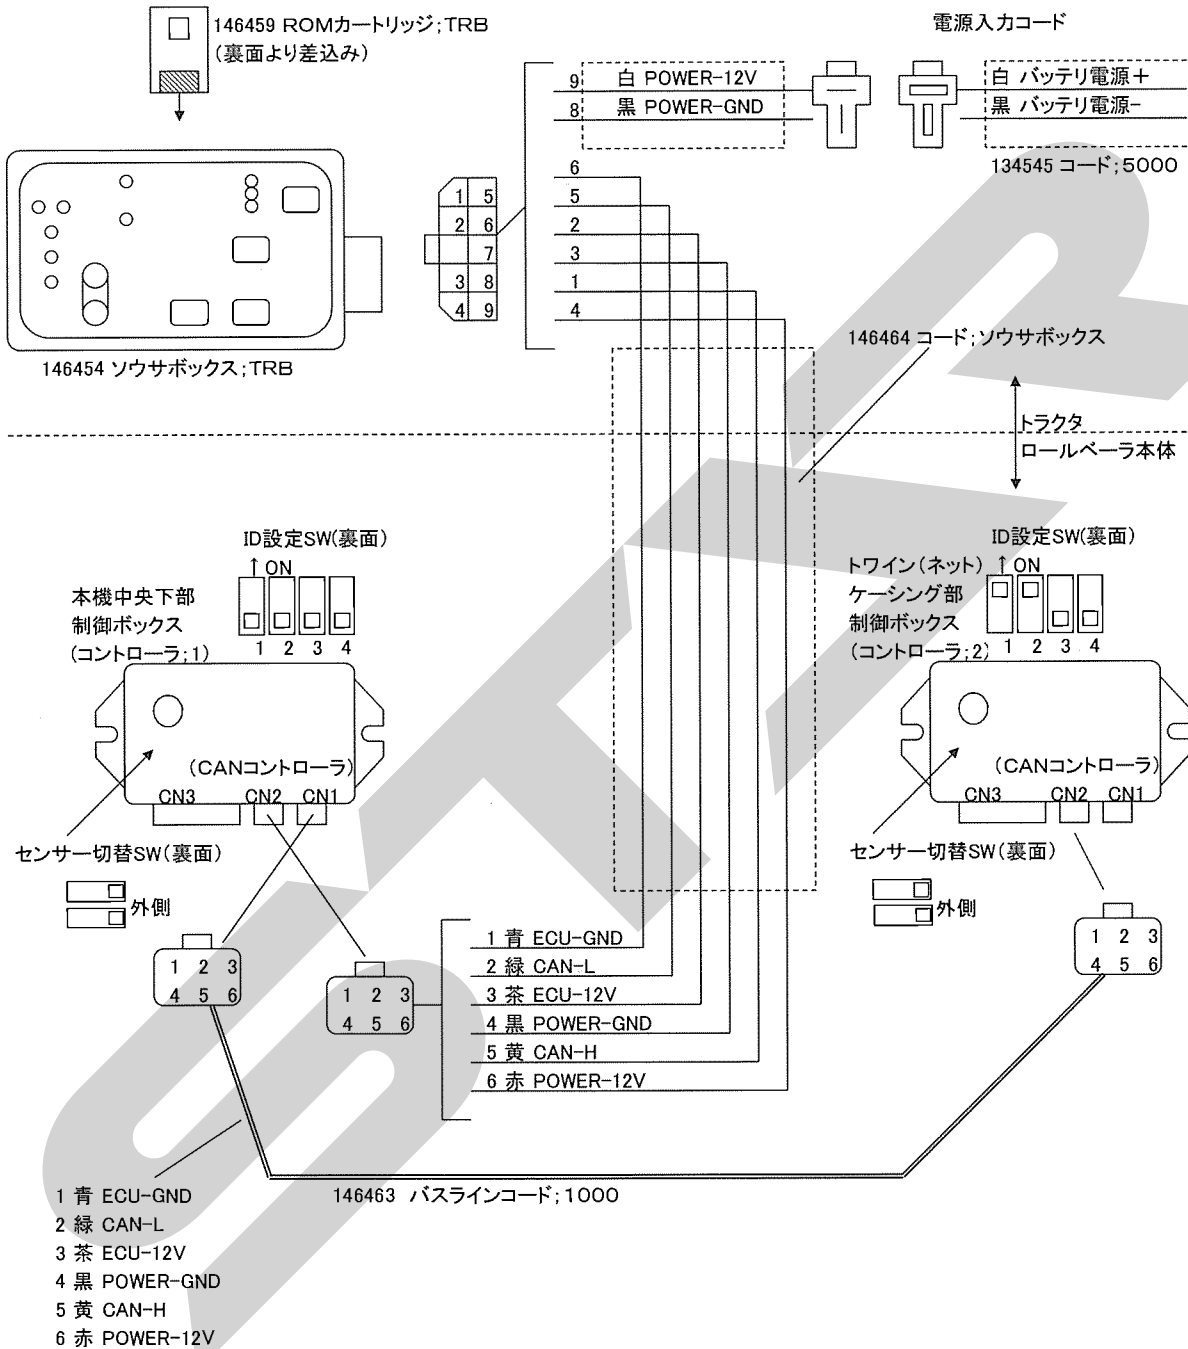 146459 ROMカートリッジ;TRB
(裏面より差込み)
電源入力コード
9 白 POWER-12V
8 黒 POWER-GND
白 バッテリ電源+
黒 バッテリ電源-
134545 コード;5000
6
5
2
3
1
4
1 5
2 6
7
3 8
4 9
146454 ソウサボックス;TRB
146464 コード;ソウサボックス
トラクタ
ロールベーラ本体
ID設定SW(裏面)
↑ ON
本機中央下部
制御ボックス
(コントローラ;1)
1 2 3 4
(CANコントローラ)
CN3 CN2 CN1
センサー切替SW(裏面)
外側
ID設定SW(裏面)
トワイン(ネット)
↑ ON
ケーシング部
制御ボックス
(コントローラ;2)
1 2 3 4
(CANコントローラ)
CN3 CN2 CN1
センサー切替SW(裏面)
外側
1 2 3
4 5 6
1 2 3
4 5 6
1 2 3
4 5 6
1 青 ECU-GND
2 緑 CAN-L
3 茶 ECU-12V
4 黒 POWER-GND
5 黄 CAN-H
6 赤 POWER-12V
146463 バスラインコード;1000
1 青 ECU-GND
2 緑 CAN-L
3 茶 ECU-12V
4 黒 POWER-GND
5 黄 CAN-H
6 赤 POWER-12V
STAR